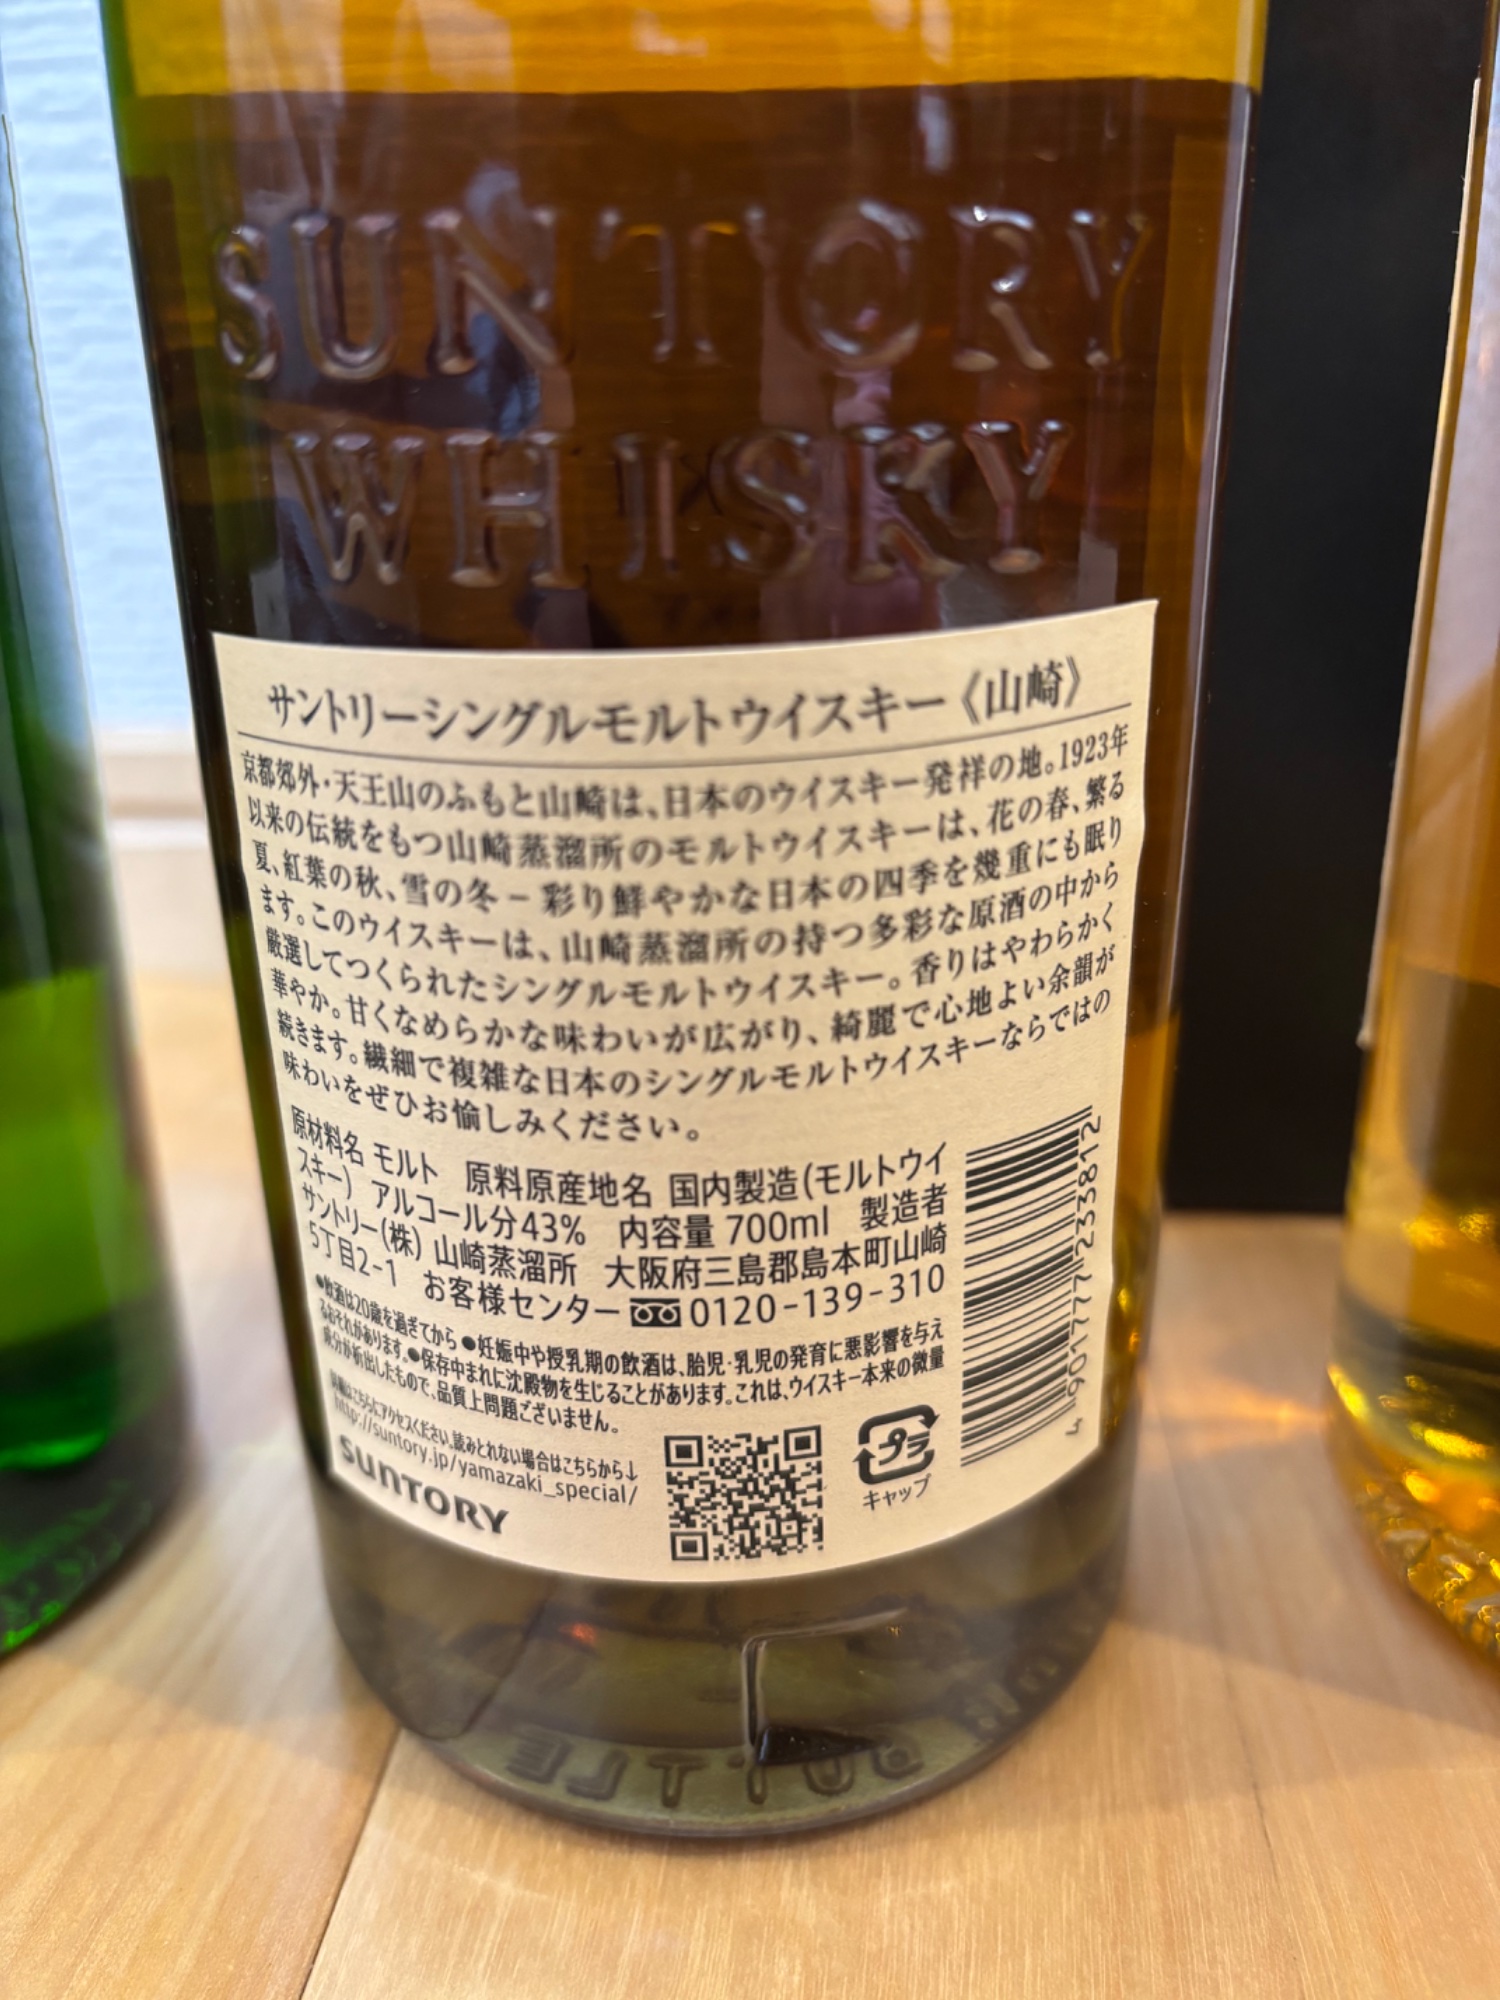 SUNTORY
WHISKY
サントリーシングルモルトウイスキー《山崎》
京都郊外・天王山のふもと山崎は、日本のウイスキー発祥の地。1923年
以来の伝統をもつ山崎蒸溜所のモルトウイスキーは、花の春、繁る
夏、紅葉の秋、雪の冬－彩り鮮やかな日本の四季を幾重にも眠り
ます。このウイスキーは、山崎蒸溜所の持つ多彩な原酒の中から
厳選してつくられたシングルモルトウイスキー。香りはやわらかく
華やか。甘くなめらかな味わいが広がり、綺麗で心地よい余韻が
続きます。繊細で複雑な日本のシングルモルトウイスキーならではの
味わいをぜひお愉しみください。
原材料名 モルト 原料原産地名 国内製造(モルトウイ
スキー) アルコール分43% 内容量 700ml 製造者
サントリー(株) 山崎蒸溜所 大阪府三島郡島本町山崎
5丁目2-1 お客様センター 0120-139-310
●飲酒は20歳を過ぎてから ●妊娠中や授乳期の飲酒は、胎児・乳児の発育に悪影響を与え
るおそれがあります。●保存中まれに沈殿物を生じることがあります。これは、ウイスキー本来の微量
成分が析出したもので、品質上問題ございません。
詳細はこちらにアクセスください。読みとれない場合はこちらから↓
http://suntory.jp/yamazaki_special/
SUNTORY
プラ
キャップ
4 901777 233812
BOTTLE